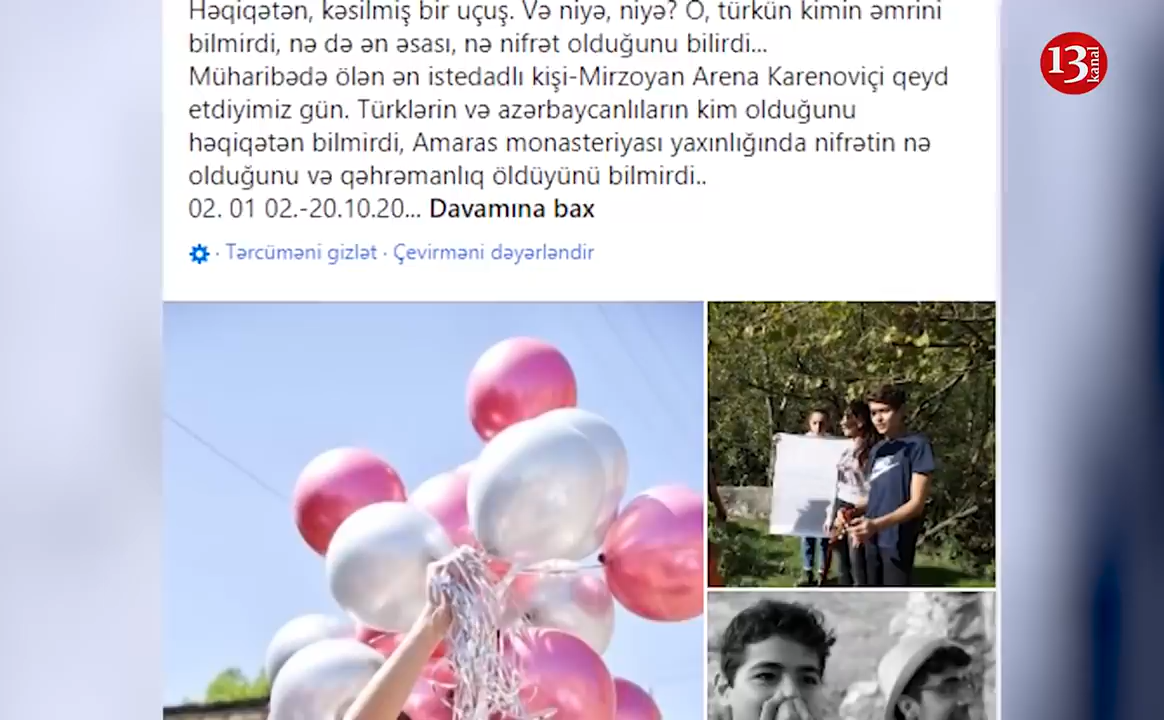 Həqiqətən, kəsilmiş bir uçuş. Və niyə, niyə? O, türkün kimin əmrini
bilmirdi, nə də ən əsası, nə nifrət olduğunu bilirdi...
Müharibədə ölən ən istedadlı kişi-Mirzoyan Arena Karenoviçi qeyd
etdiyimiz gün. Türklərin və azərbaycanlıların kim olduğunu
həqiqətən bilmirdi, Amaras monasteriyası yaxınlığında nifrətin nə
olduğunu və qəhrəmanlıq öldüyünü bilmirdi..
02. 01 02.-20.10.20... Davamına bax
· Tərcüməni gizlət · Çevirməni dəyərləndir
13 kanal